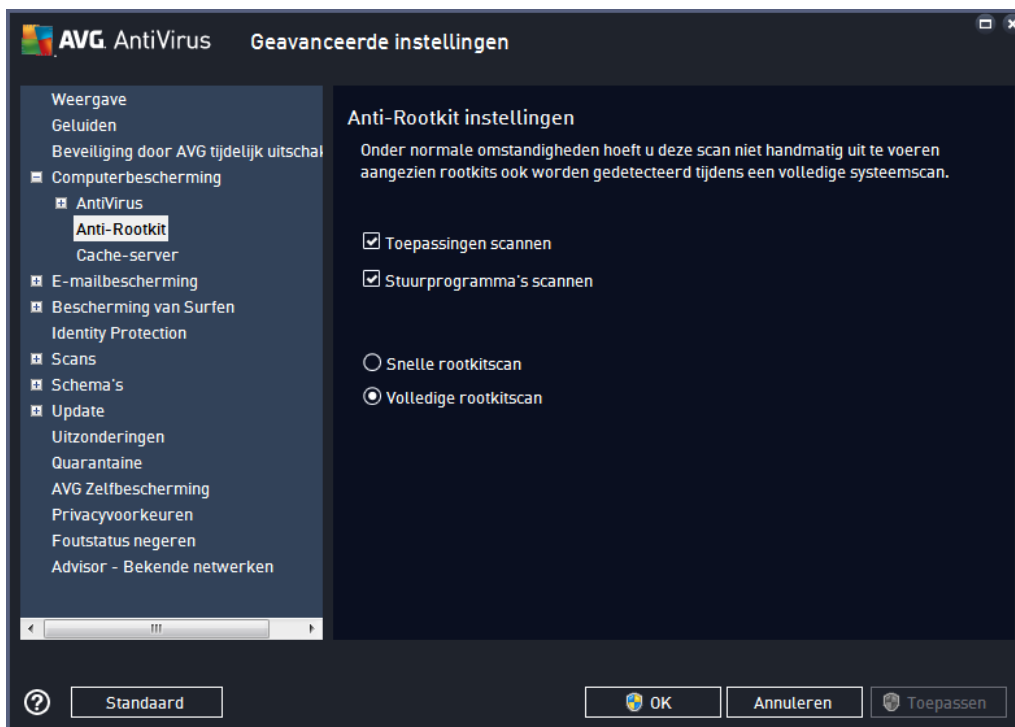 AVG. AntiVirus Geavanceerde instellingen
Weergave
Geluiden
Beveiliging door AVG tijdelijk uitschak
Computerbescherming
AntiVirus
Anti-Rootkit
Cache-server
E-mailbescherming
Bescherming van Surfen
Identity Protection
Scans
Schema's
Update
Uitzonderingen
Quarantaine
AVG Zelfbescherming
Privacyvoorkeuren
Foutstatus negeren
Advisor - Bekende netwerken
Anti-Rootkit instellingen
Onder normale omstandigheden hoeft u deze scan niet handmatig uit te voeren
aangezien rootkits ook worden gedetecteerd tijdens een volledige systeemscan.
Toepassingen scannen
Stuurprogramma's scannen
Snelle rootkitscan
Volledige rootkitscan
? Standaard OK Annuleren Toepassen